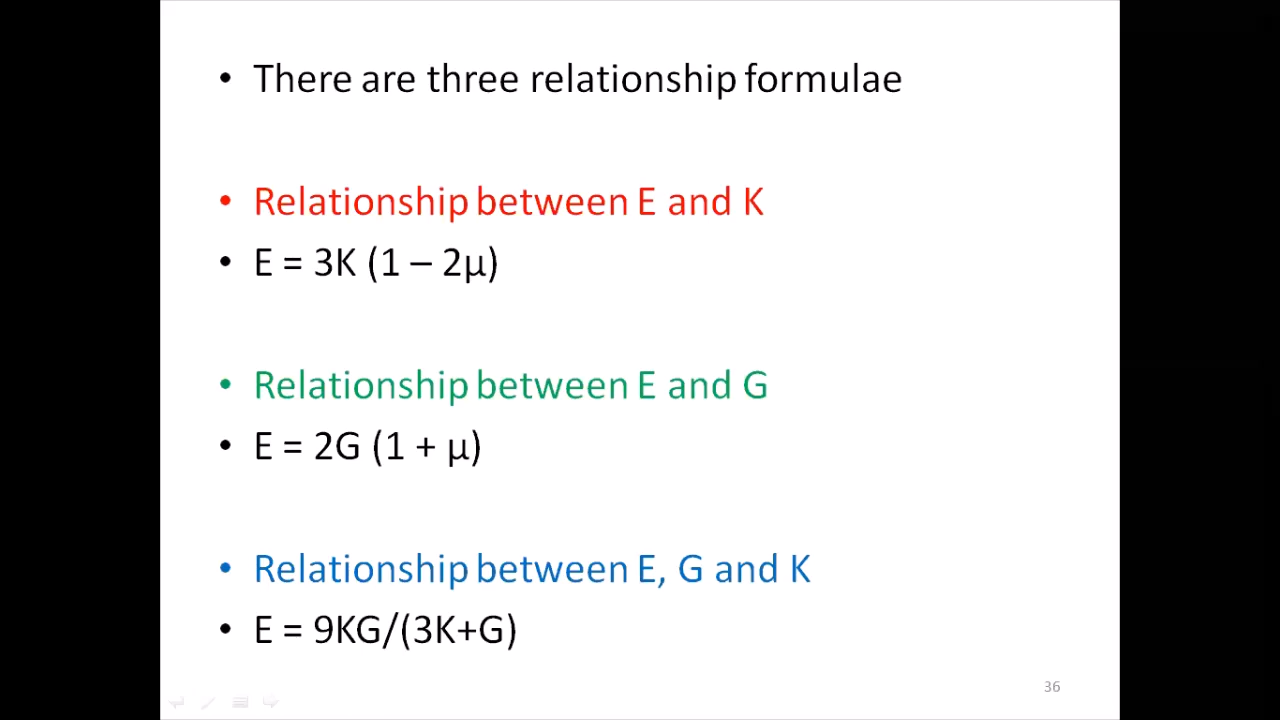 • There are three relationship formulae
• Relationship between E and K
• E = 3K (1 – 2μ)
• Relationship between E and G
• E = 2G (1 + μ)
• Relationship between E, G and K
• E = 9KG/(3K+G)
36